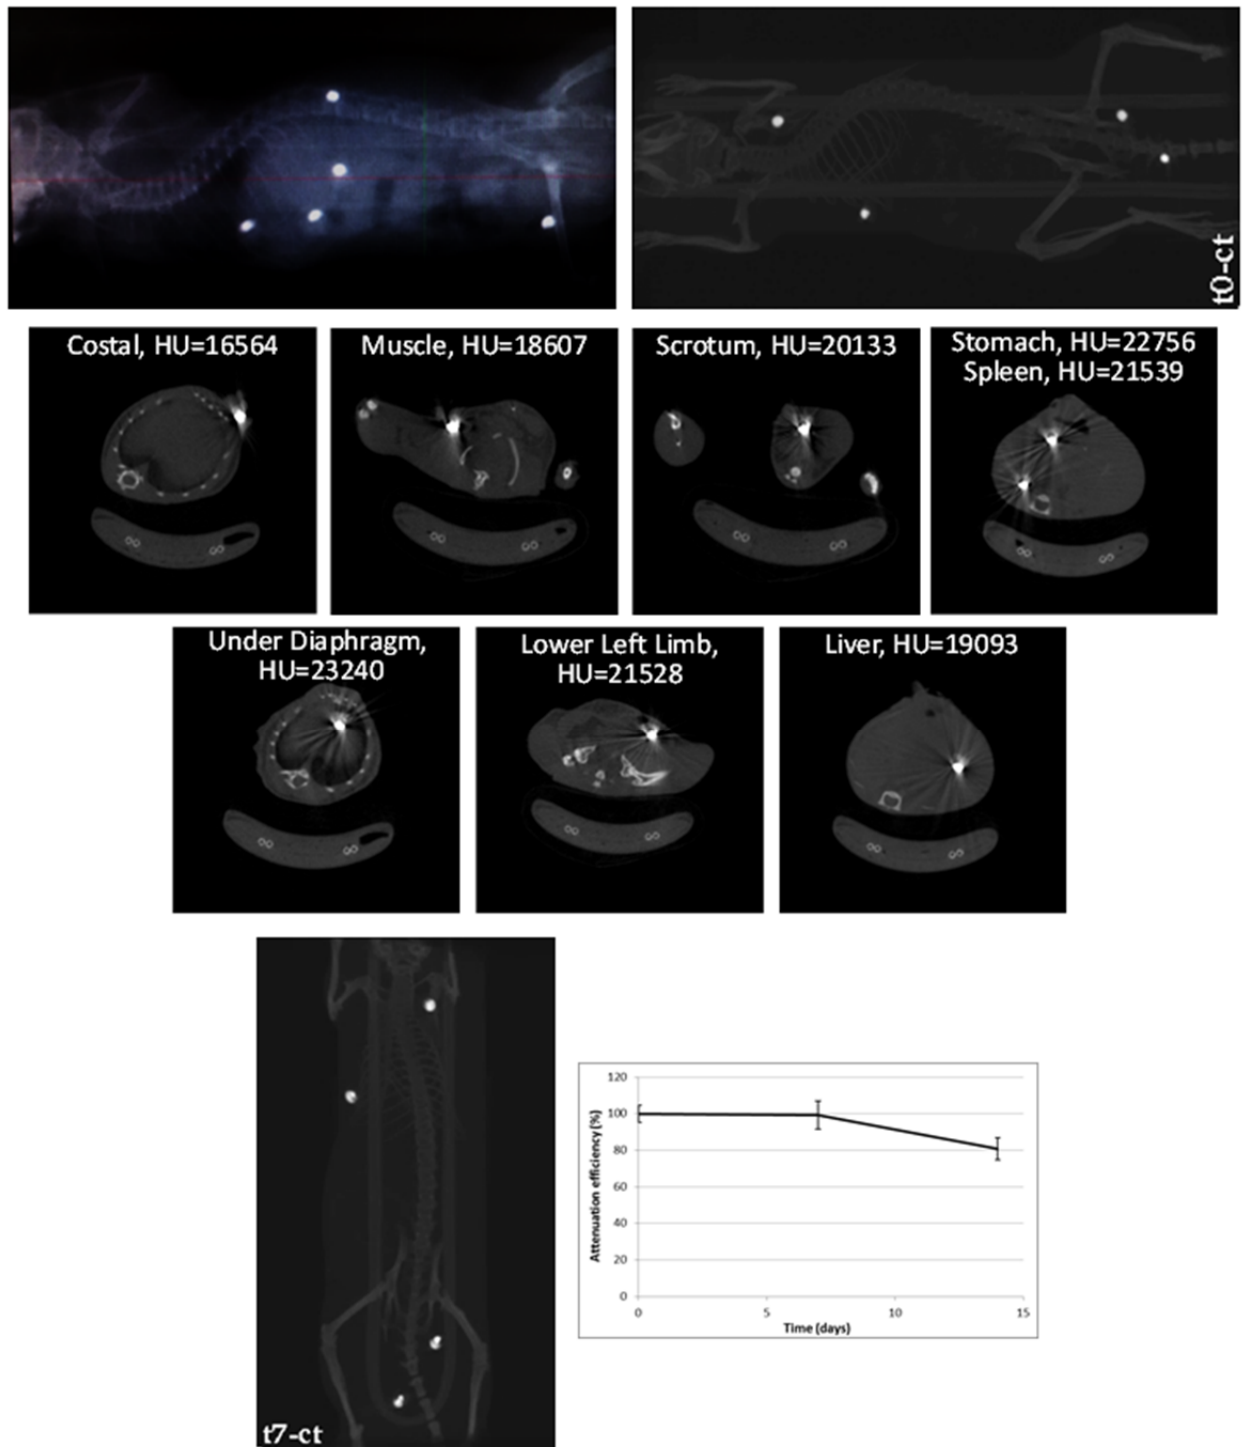 t0-ct
Costal, HU=16564
Muscle, HU=18607
Scrotum, HU=20133
Stomach, HU=22756
Spleen, HU=21539
Under Diaphragm,
HU=23240
Lower Left Limb,
HU=21528
Liver, HU=19093
t7-ct
Attenuation efficiency (%)
120
100
80
60
40
20
0
0
5
10
15
Time (days)